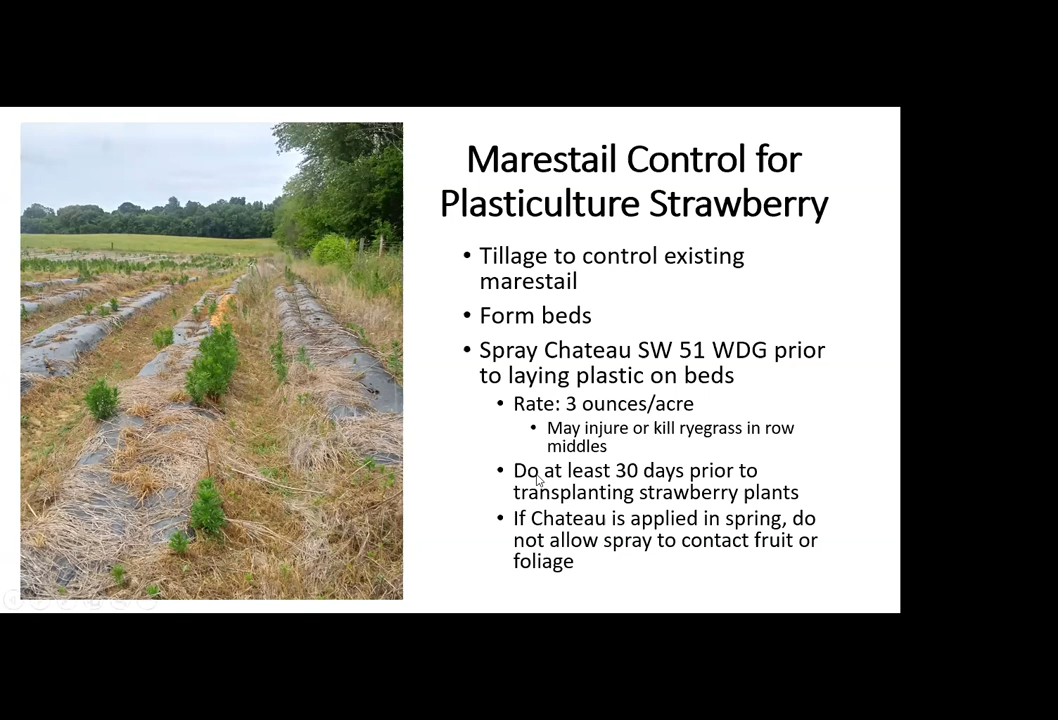 Marestail Control for
Plasticulture Strawberry
• Tillage to control existing
marestail
• Form beds
• Spray Chateau SW 51 WDG prior
to laying plastic on beds
• Rate: 3 ounces/acre
• May injure or kill ryegrass in row
middles
• Do at least 30 days prior to
transplanting strawberry plants
• If Chateau is applied in spring, do
not allow spray to contact fruit or
foliage